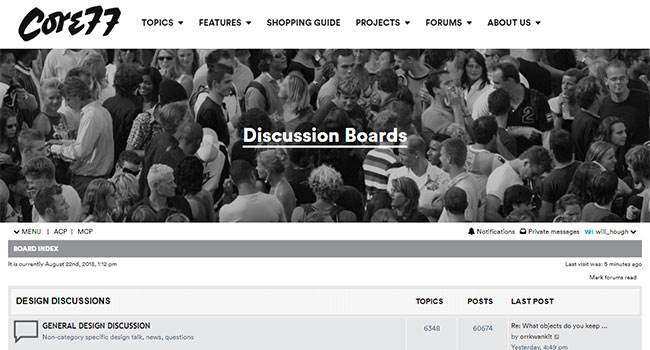 CORE77
TOPICS FEATURES SHOPPING GUIDE PROJECTS FORUMS ABOUT US
Discussion Boards
MENU | ACP | MCP
Notifications Private messages will_hough
BOARD INDEX
It is currently August 22nd, 2018, 1:12 pm
Last visit was: 5 minutes ago
Mark forums read
DESIGN DISCUSSIONS TOPICS POSTS LAST POST
GENERAL DESIGN DISCUSSION
Non-category specific design talk, news, questions
6348 60674
Re: What objects do you keep ...
by orrkwankit
Yesterday, 4:49 pm